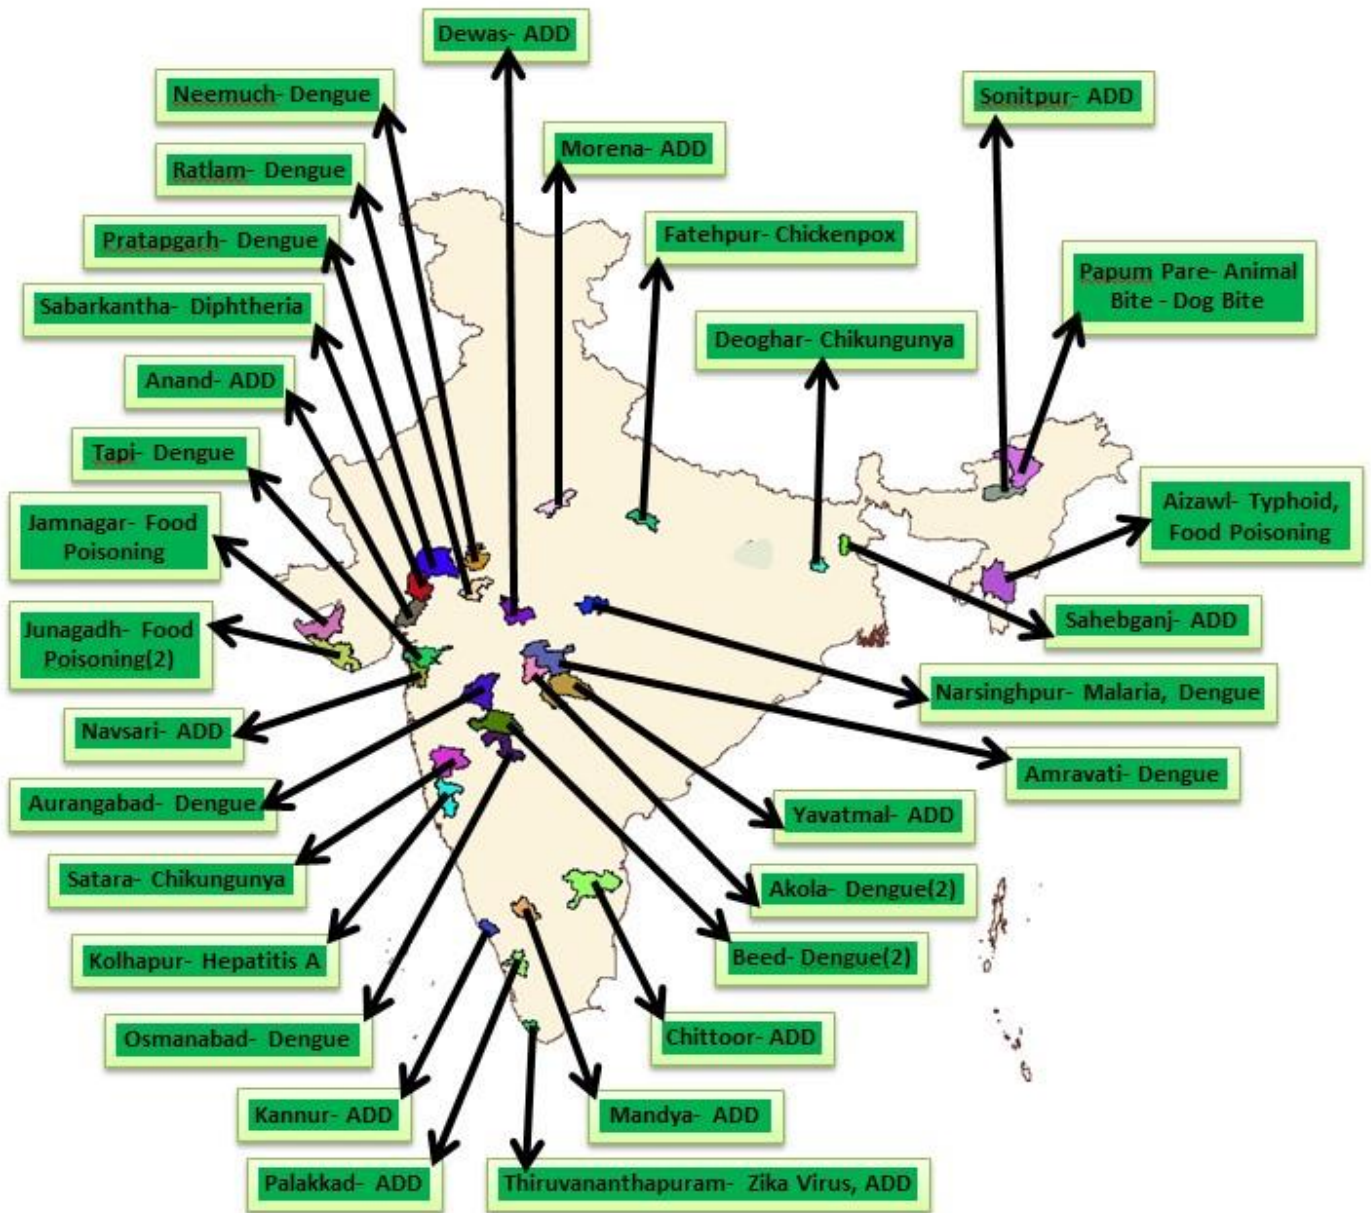 Dewas- ADD
Neemuch- Dengue
Sonitpur- ADD
Morena- ADD
Ratlam- Dengue
Fatehpur- Chickenpox
Pratapgarh- Dengue
Papum Pare- Animal
Bite - Dog Bite
Sabarkantha- Diphtheria
Deoghar- Chikungunya
Anand- ADD
Tapi- Dengue
Aizawl- Typhoid,
Food Poisoning
Jamnagar- Food
Poisoning
Sahebganj- ADD
Junagadh- Food
Poisoning(2)
Narsinghpur- Malaria, Dengue
Navsari- ADD
Amravati- Dengue
Aurangabad- Dengue
Yavatmal- ADD
Satara- Chikungunya
Akola- Dengue(2)
Kolhapur- Hepatitis A
Beed- Dengue(2)
Osmanabad- Dengue
Chittoor- ADD
Kannur- ADD
Mandya- ADD
Palakkad- ADD
Thiruvananthapuram- Zika Virus, ADD